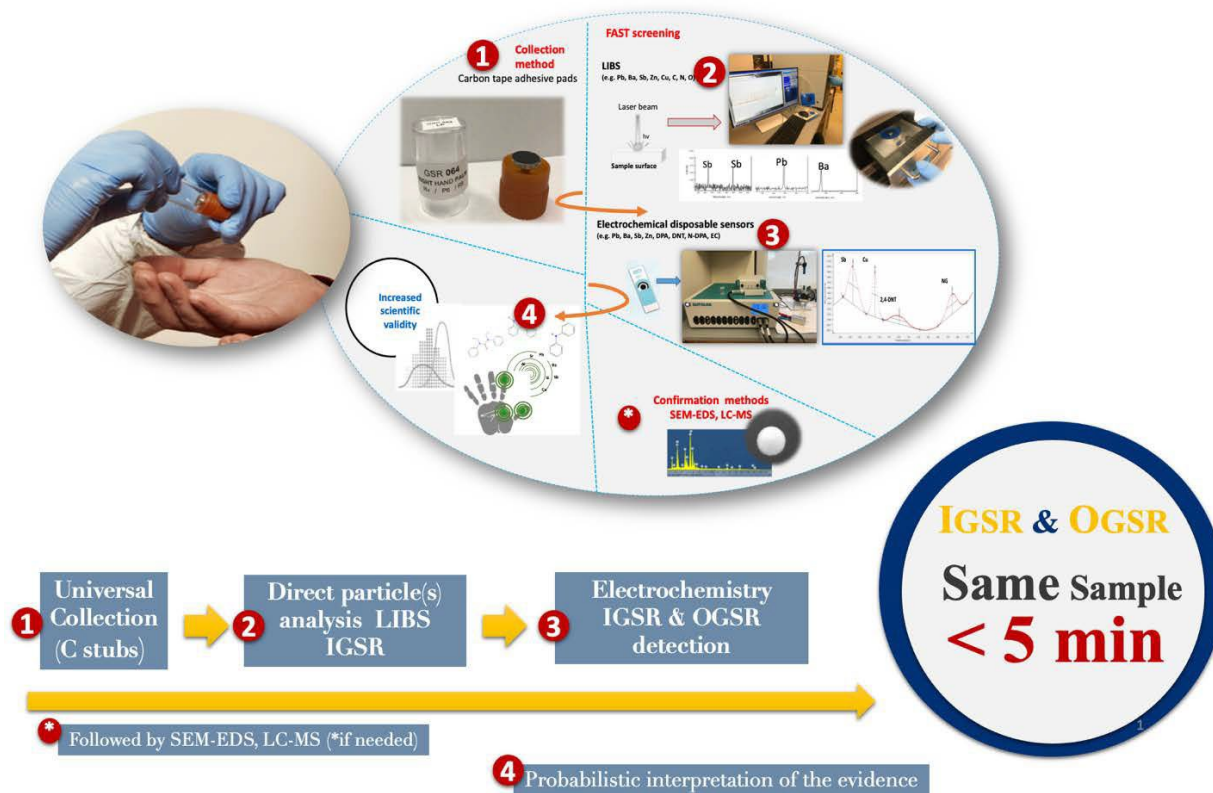 1
Collection
method
Carbon tape adhesive pads
GSR 064
FAST screening
LIBS
(e.g. Pb, Ba, Sb, Zn, Cu, C, N, O)
2
Laser beam
hv
Sample surface
Sb
Sb
Pb
Ba
Electrochemical disposable sensors
(e.g. Pb, Ba, Sb, Zn, DPA, DNT, N-DPA, EC)
3
Sb
Cu
2,4-DNT
NG
Increased
scientific
validity
4
*
Confirmation methods
SEM-EDS, LC-MS
IGSR & OGSR
Same Sample
< 5 min
1
1
Universal
Collection
(C stubs)
2
Direct particle(s)
analysis LIBS
IGSR
3
Electrochemistry
IGSR & OGSR
detection
*
Followed by SEM-EDS, LC-MS (*if needed)
4
Probabilistic interpretation of the evidence